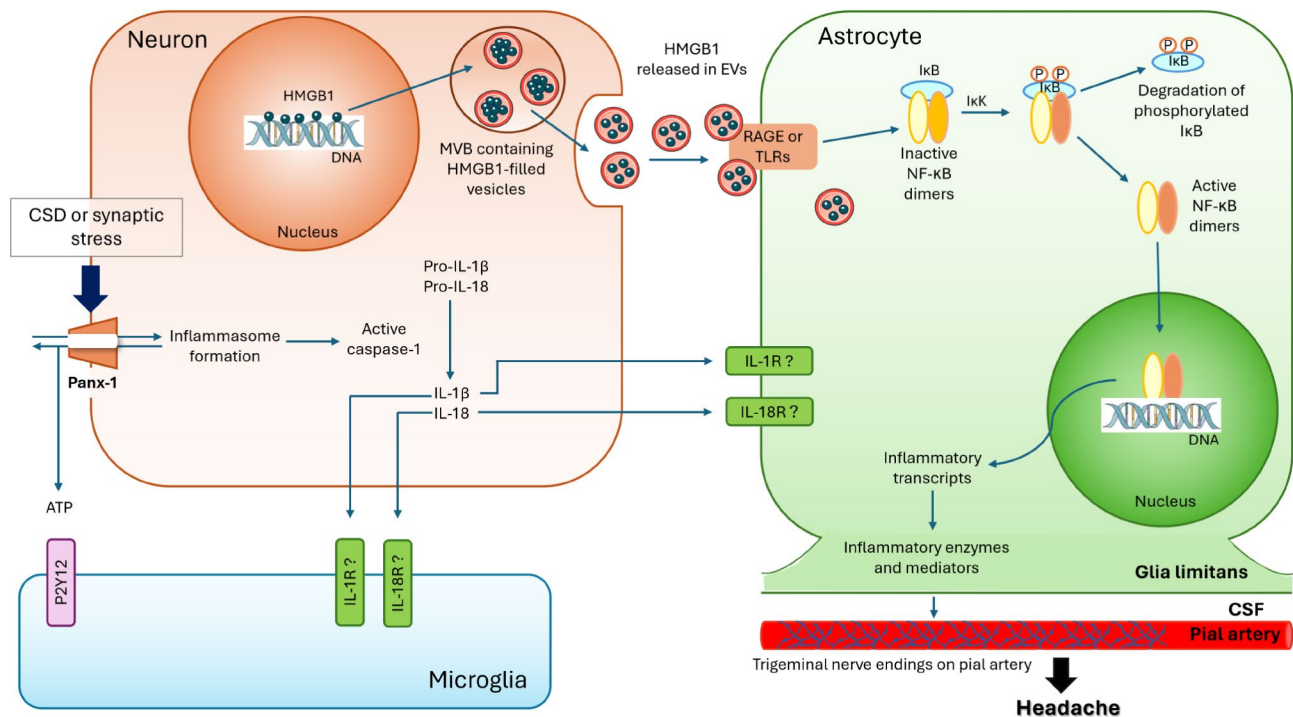 Neuron
HMGB1
DNA
Nucleus
MVB containing
HMGB1-filled
vesicles
HMGB1
released in EVs
CSD or synaptic
stress
Panx-1
Inflammasome
formation
Active
caspase-1
Pro-IL-1β
Pro-IL-18
IL-1β
IL-18
ATP
P2Y12
IL-1R ?
IL-18R ?
Microglia
Astrocyte
RAGE or
TLRs
IκB
Inactive
NF-κB
dimers
IκK
P P
IκB
P P
IκB
Degradation of
phosphorylated
IκB
Active
NF-κB
dimers
IL-1R ?
IL-18R ?
DNA
Nucleus
Inflammatory
transcripts
Inflammatory enzymes
and mediators
Glia limitans
CSF
Pial artery
Trigeminal nerve endings on pial artery
Headache